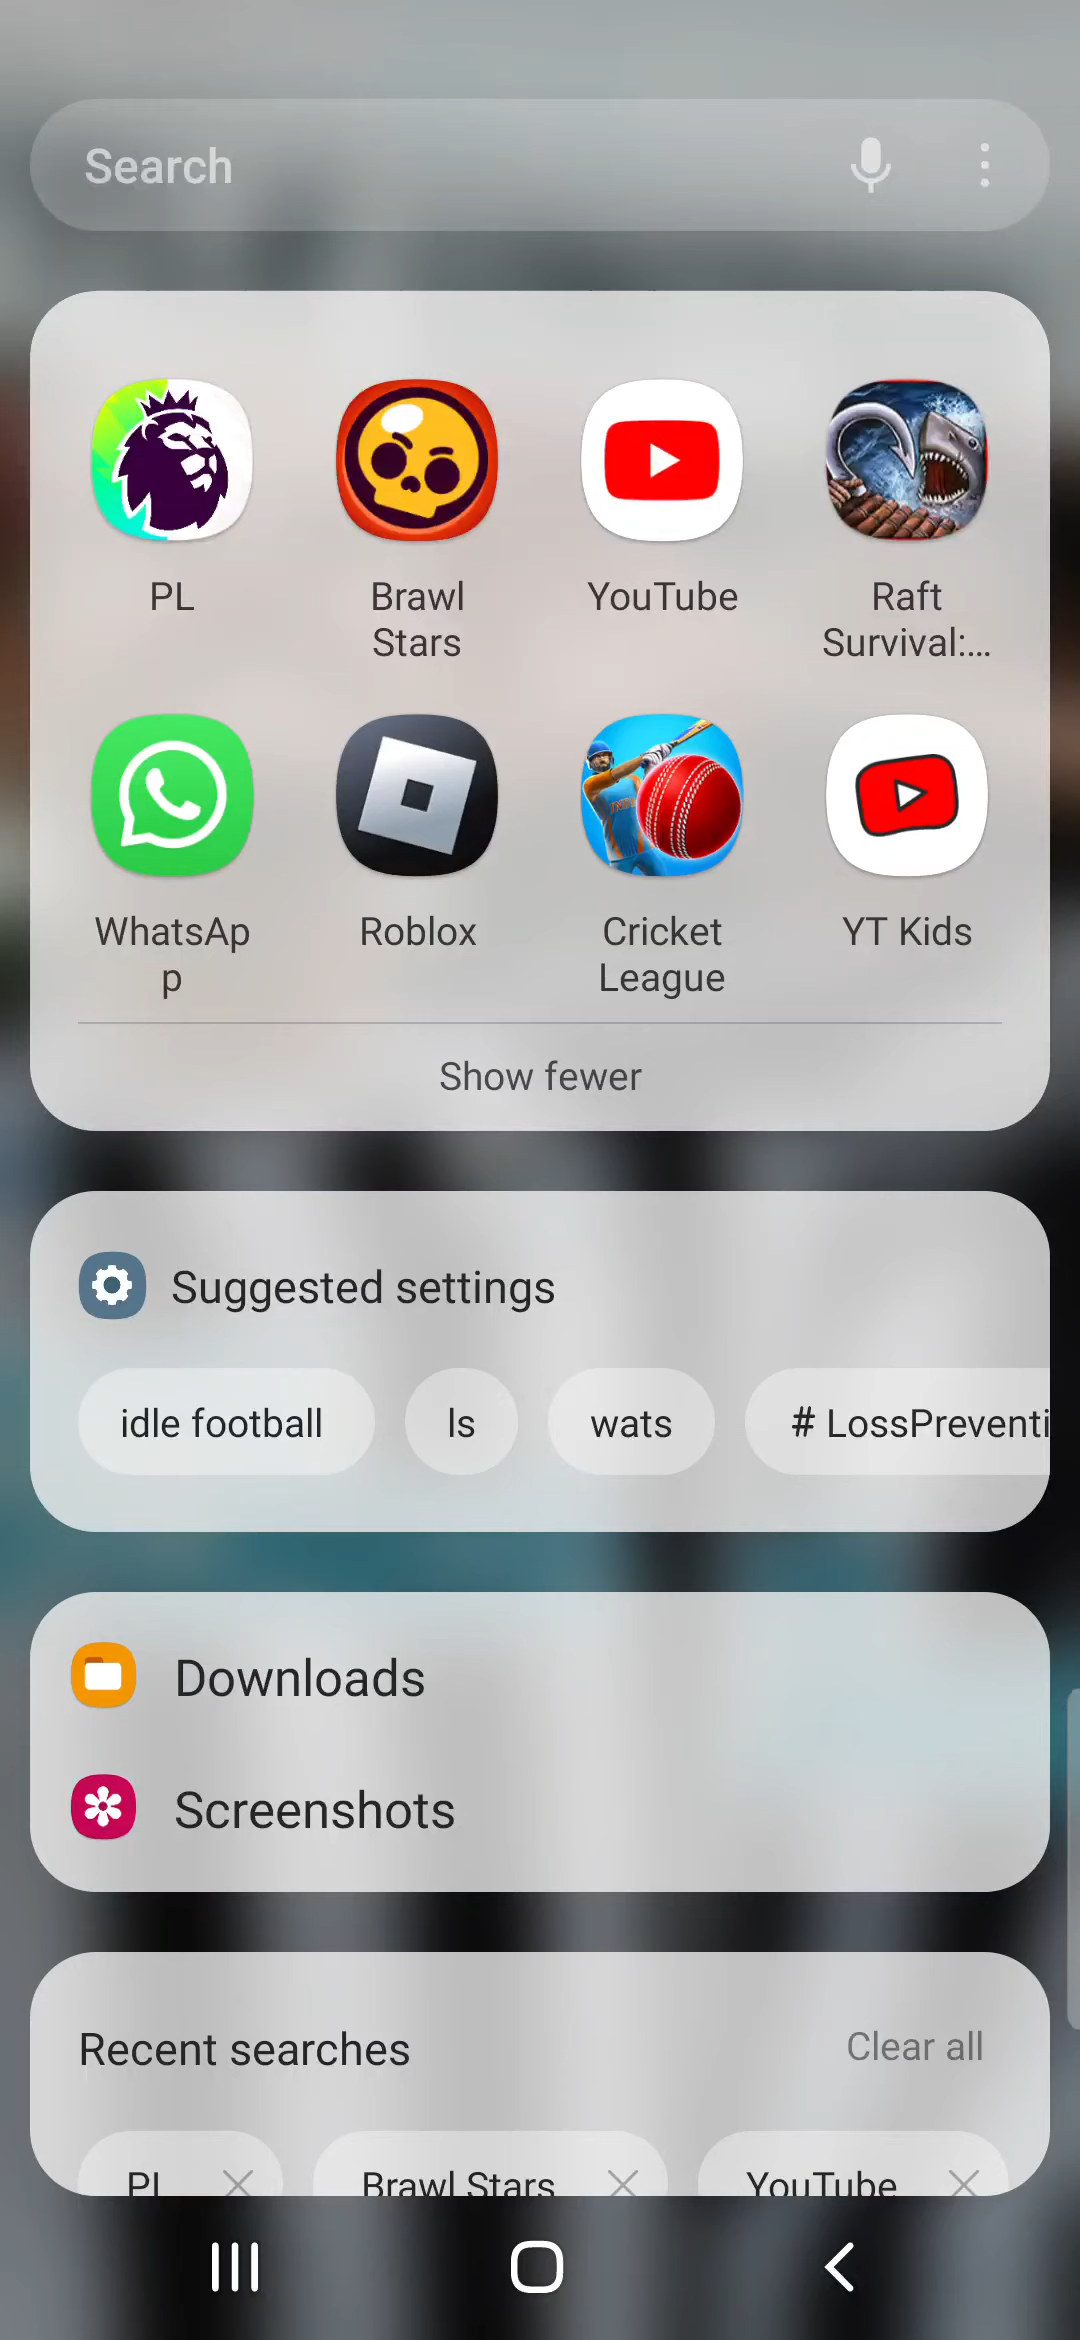 Search
PL
Brawl
Stars
YouTube
Raft
Survival:...
WhatsAp
p
Roblox
Cricket
League
YT Kids
Show fewer
Suggested settings
idle football
ls
wats
# LossPreventi
Downloads
Screenshots
Recent searches
Clear all
PL
Brawl Stars
YouTube